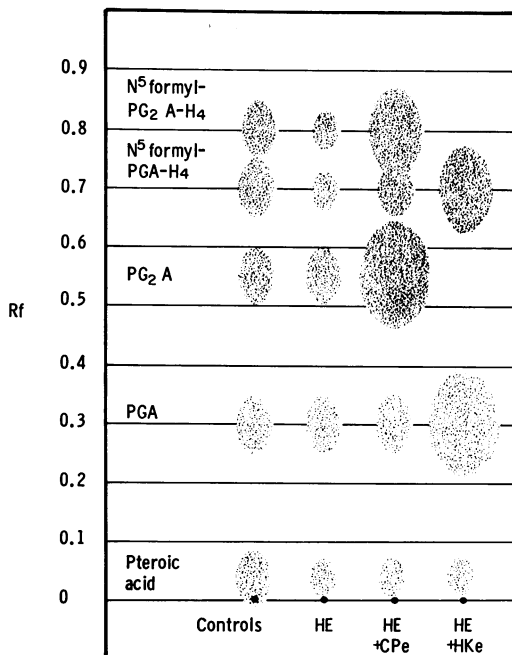 0.9
N⁵ formyl-
PG₂ A-H₄
0.8
N⁵ formyl-
PGA-H₄
0.7
0.6
PG₂ A
0.5
Rf
0.4
PGA
0.3
0.2
0.1
Pteroic
acid
0
Controls HE HE HE
+CPe +HKe